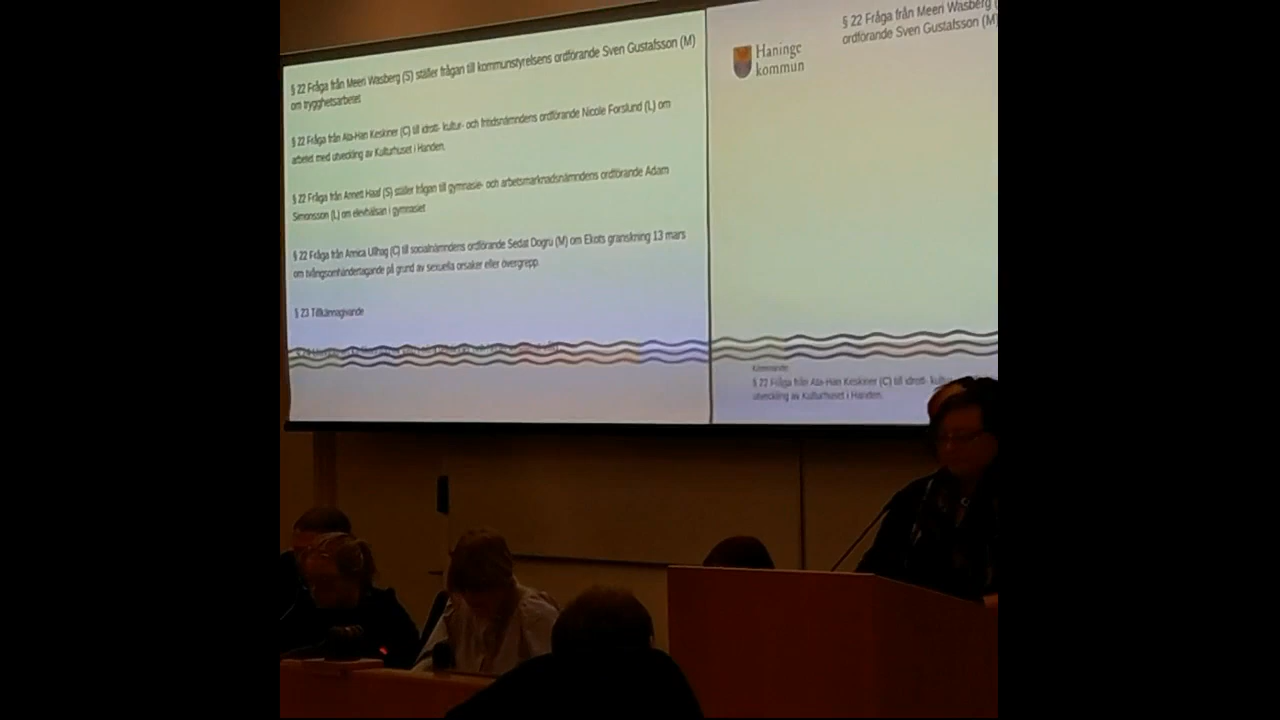 § 22 Fråga från Meeri Wasberg (S) ställer frågan till kommunstyrelsens ordförande Sven Gustafsson (M)
om trygghetsarbetet
§ 22 Fråga från Ata-Han Keskiner (C) till idrott- kultur- och fritidsnämndens ordförande Nicole Forslund (L) om
arbetet med utveckling av Kulturhuset i Handen.
§ 22 Fråga från Annett Haaf (S) ställer frågan till gymnasie- och arbetsmarknadsnämndens ordförande Adam
Simonsson (L) om elevhälsan i gymnasiet
§ 22 Fråga från Annica Ullhag (C) till socialnämndens ordförande Sedat Dogru (M) om Ekots granskning 13 mars
om tvångsomhändertagande på grund av sexuella orsaker eller övergrepp.
§ 23 Tillkännagivande
Haninge
kommun
§ 22 Fråga från Meeri Wasberg (
ordförande Sven Gustafsson (M)
Kommande:
§ 22 Fråga från Ata-Han Keskiner (C) till idrott- kultur-
utveckling av Kulturhuset i Handen.